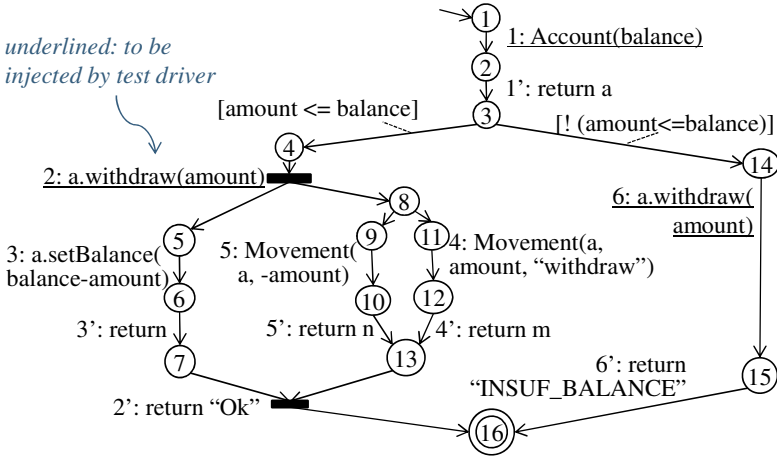 1
underlined: to be
injected by test driver
1: Account(balance)
2
1’: return a
3
[amount <= balance]
[! (amount<=balance)]
4
14
2: a.withdraw(amount)
6: a.withdraw(
amount)
8
5
9
11
3: a.setBalance(
balance-amount)
5: Movement(
a, -amount)
4: Movement(a,
amount, “withdraw”)
6
10
12
3’: return
5’: return n
4’: return m
7
13
15
6’: return
“INSUF_BALANCE”
2’: return “Ok”
16